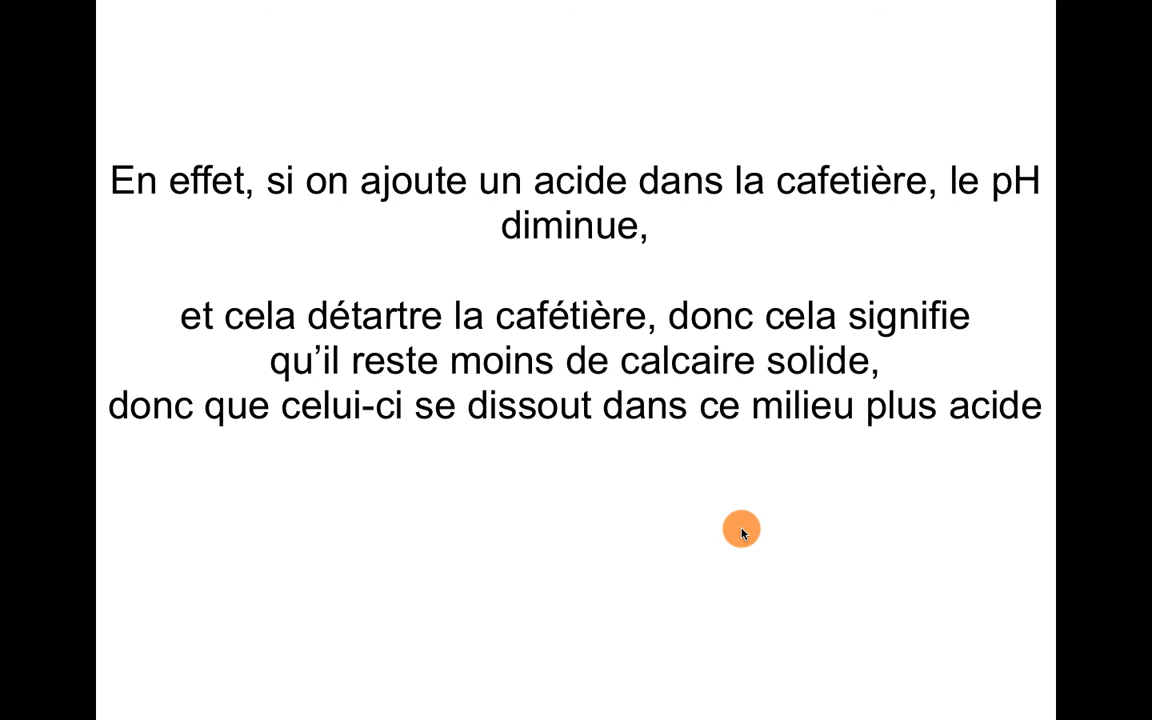 En effet, si on ajoute un acide dans la cafetière, le pH
diminue,
et cela détartre la cafétière, donc cela signifie
qu’il reste moins de calcaire solide,
donc que celui-ci se dissout dans ce milieu plus acide